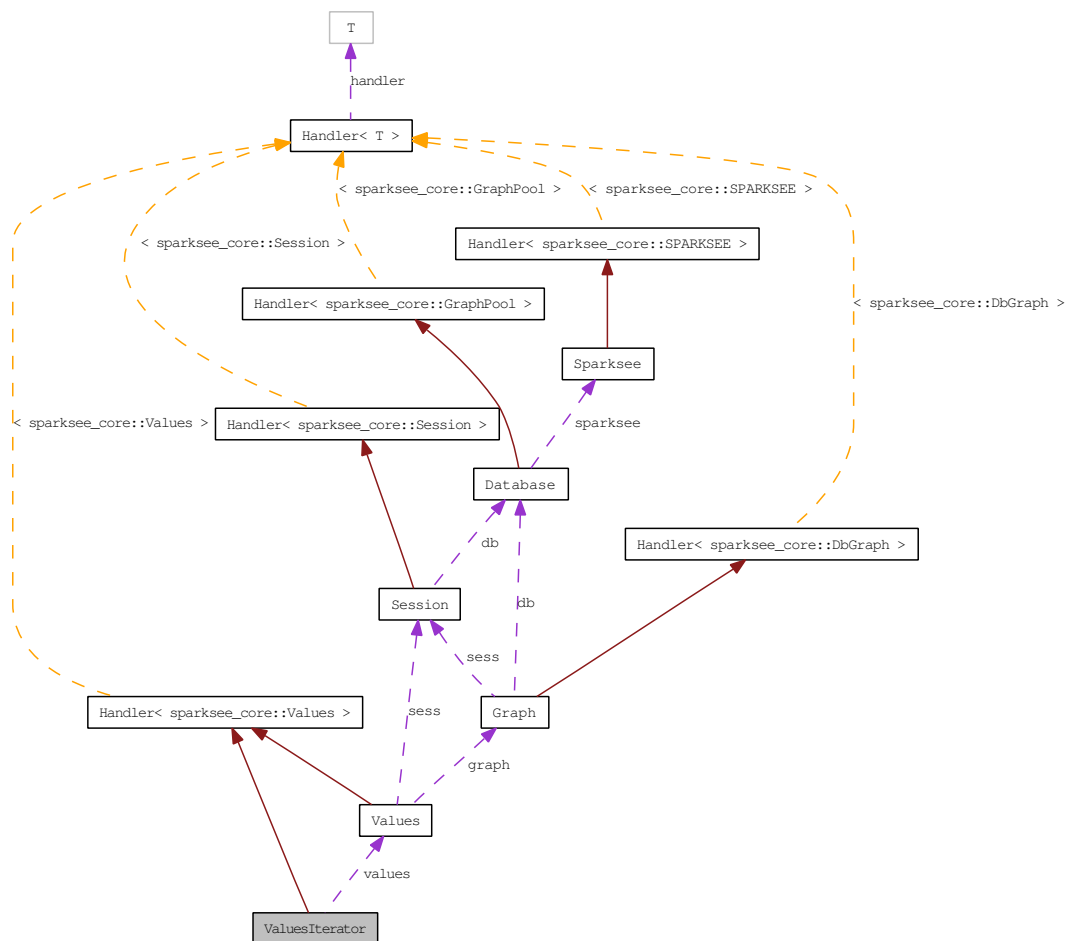 T
handler
Handler< T >
< sparksee_core::GraphPool >
< sparksee_core::SPARKSEE >
< sparksee_core::Session >
Handler< sparksee_core::SPARKSEE >
Handler< sparksee_core::GraphPool >
< sparksee_core::DbGraph >
Sparksee
< sparksee_core::Values >
Handler< sparksee_core::Session >
sparksee
Database
db
Handler< sparksee_core::DbGraph >
Session
db
sess
Handler< sparksee_core::Values >
sess
Graph
graph
Values
values
ValuesIterator